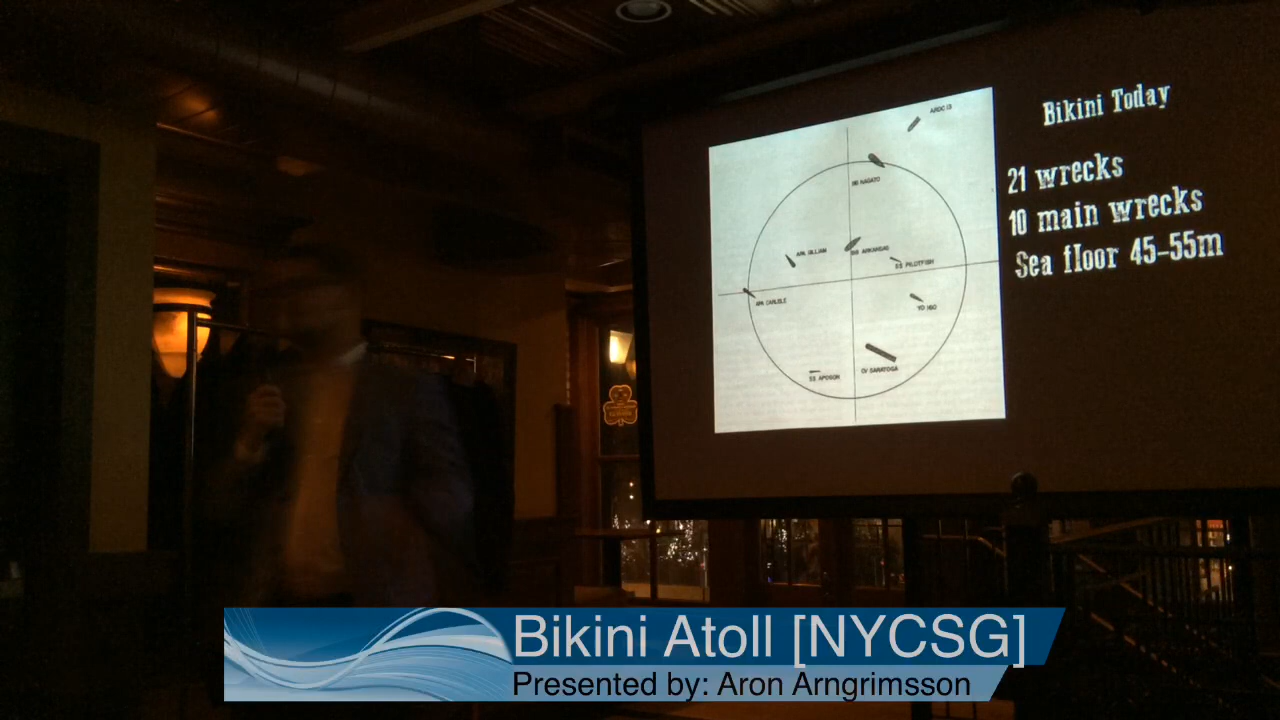 Bikini Today
21 wrecks
10 main wrecks
Sea floor 45-55m
ARDC 13
BB NAGATO
APA GILLIAM
BB ARKANSAS
SS PILOTFISH
APA CARLISLE
YO 160
SS APOGON
CV SARATOGA
Bikini Atoll [NYCSG]
Presented by: Aron Arngrimsson